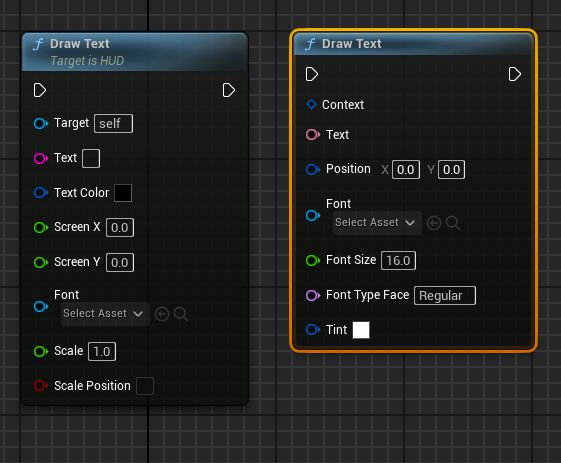 Draw Text
Target is HUD
Target self
Text
Text Color
Screen X 0.0
Screen Y 0.0
Font
Select Asset
Scale 1.0
Scale Position
Draw Text
Context
Text
Position X 0.0 Y 0.0
Font
Select Asset
Font Size 16.0
Font Type Face Regular
Tint